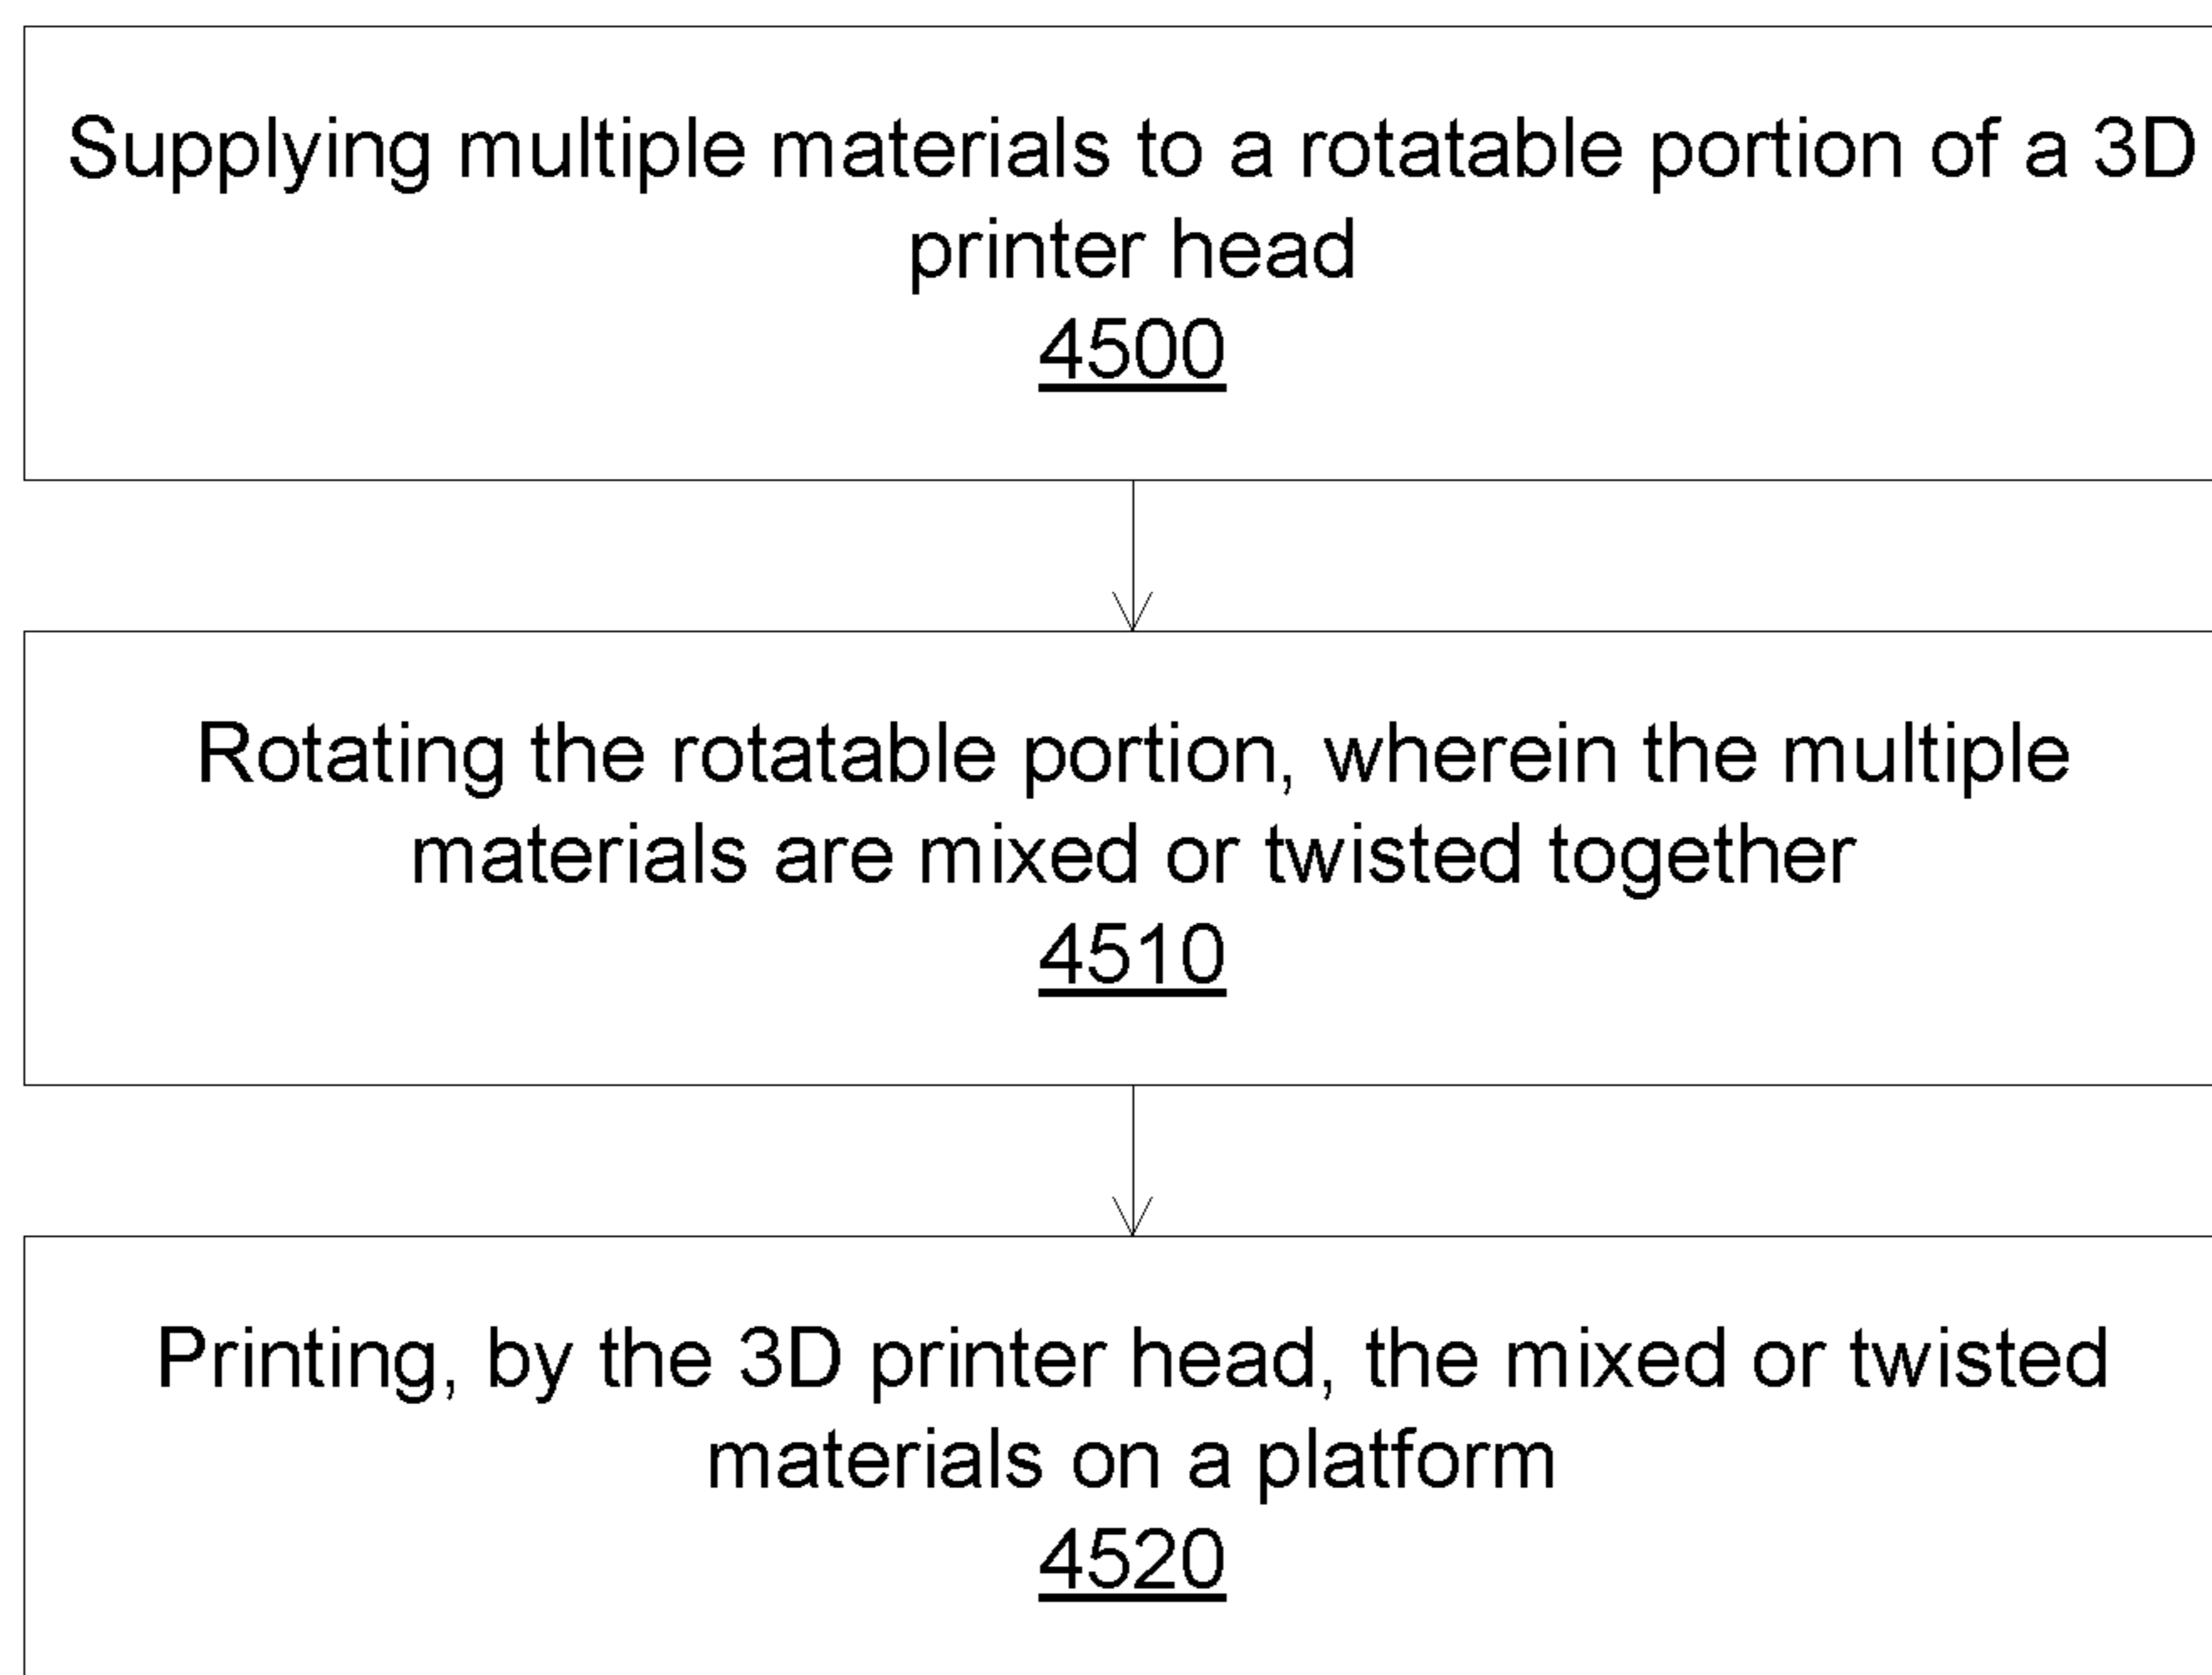 Supplying multiple materials to a rotatable portion of a 3D
printer head
4500
Rotating the rotatable portion, wherein the multiple
materials are mixed or twisted together
4510
Printing, by the 3D printer head, the mixed or twisted
materials on a platform
4520